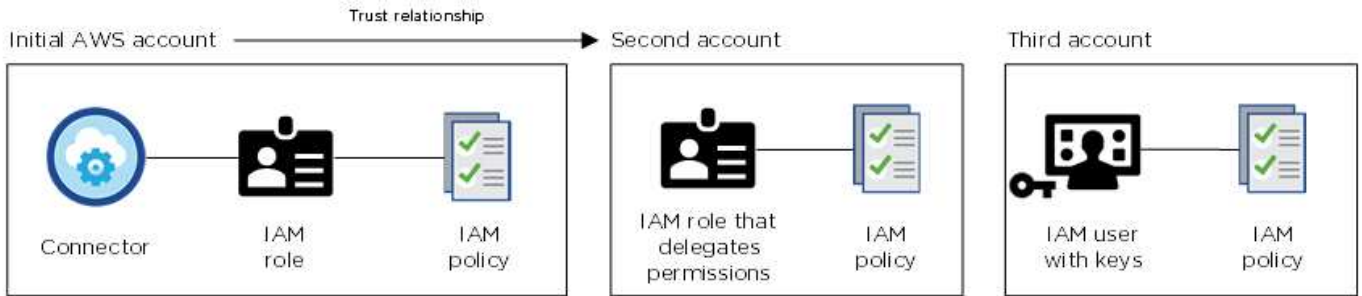 Trust relationship
Initial AWS account
Second account
Third account
Connector
IAM
role
IAM
policy
IAM role that
delegates
permissions
IAM
policy
IAM user
with keys
IAM
policy